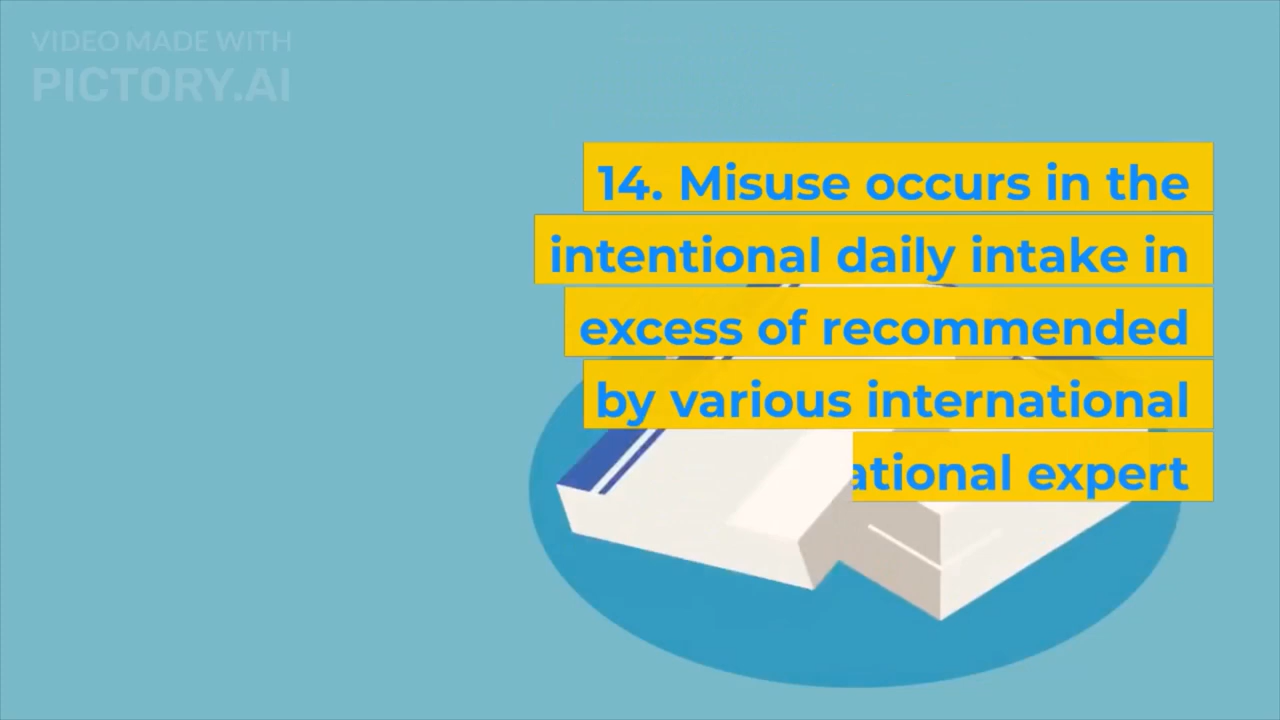 VIDEO MADE WITH
PICTORY.AI
14. Misuse occurs in the
intentional daily intake in
excess of recommended
by various international
expert